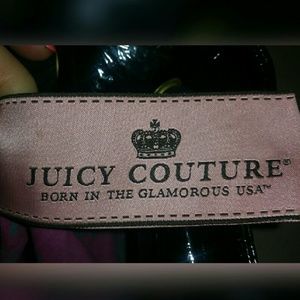 JUICY COUTURE®
BORN IN THE GLAMOROUS USA™